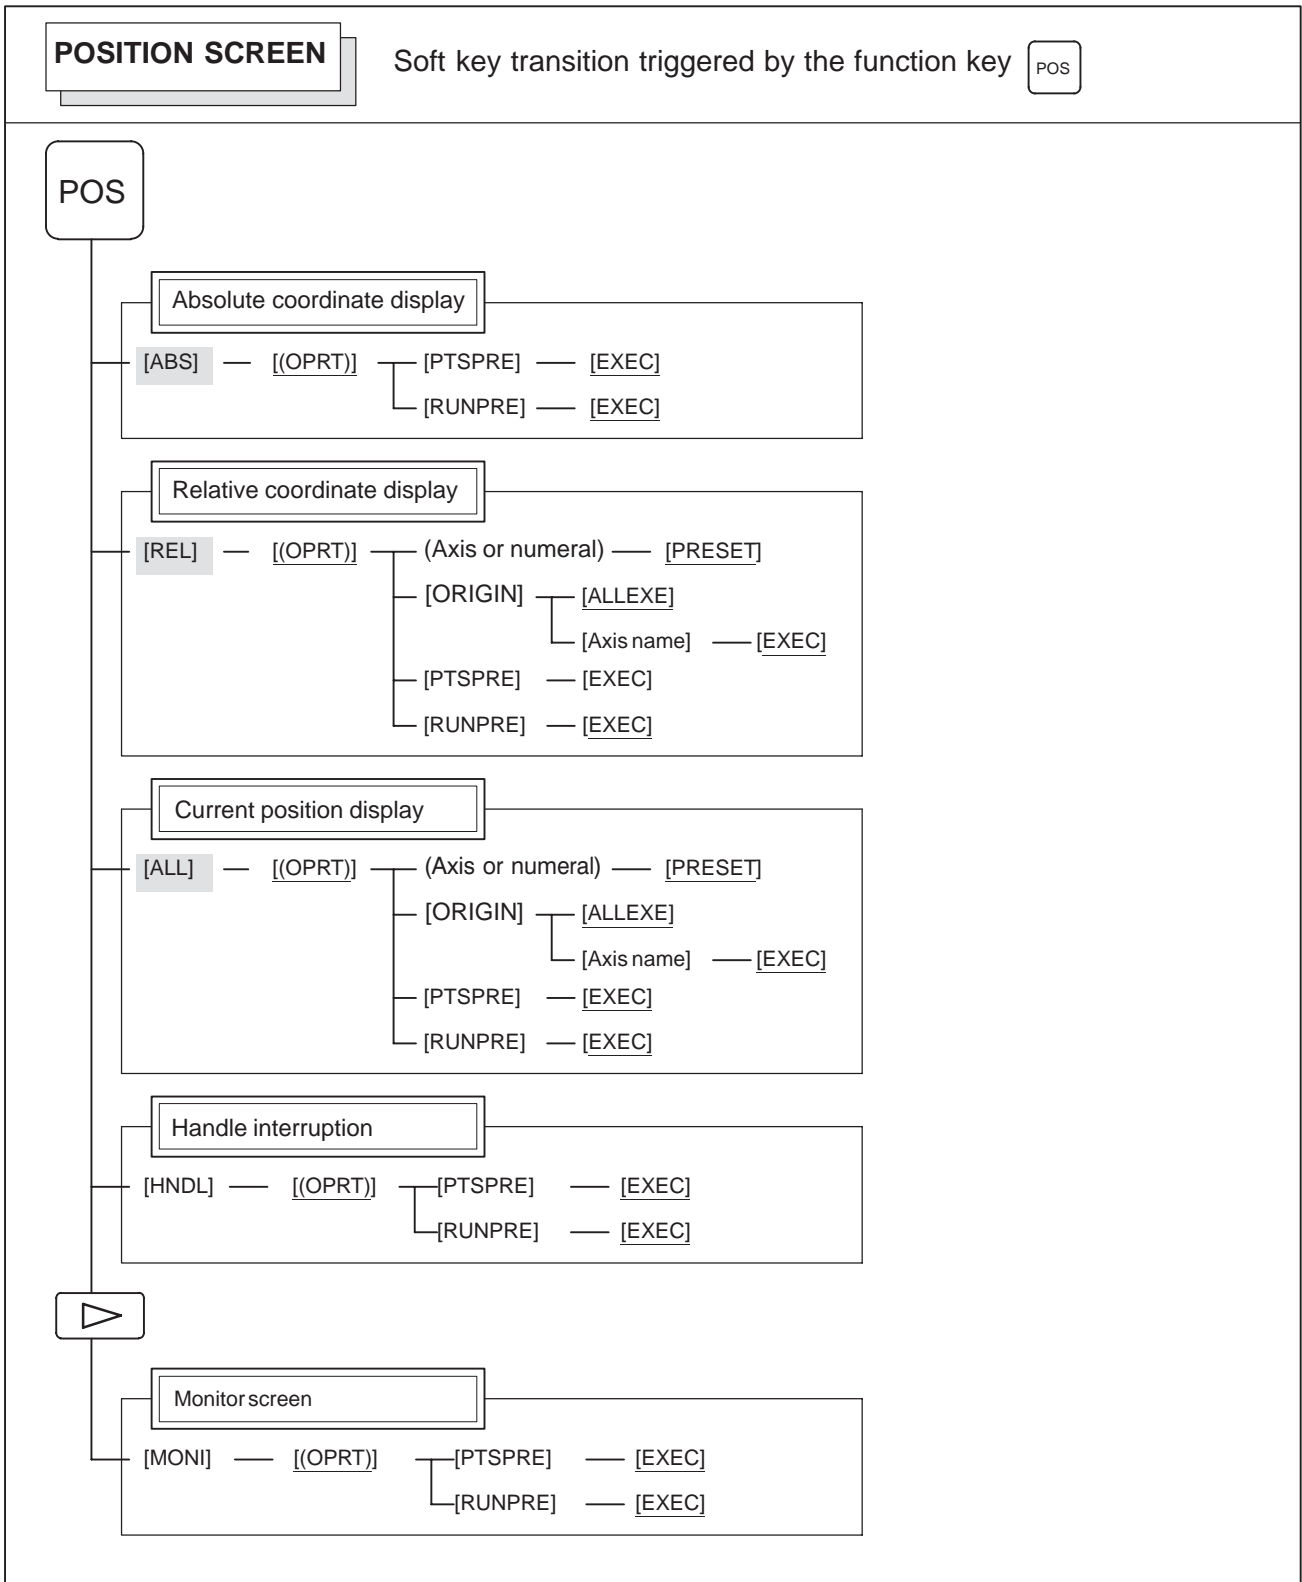 POSITION SCREEN
Soft key transition triggered by the function key POS
POS
Absolute coordinate display
[ABS] [(OPRT)] [PTSPRE] [EXEC]
[RUNPRE] [EXEC]
Relative coordinate display
[REL] [(OPRT)] (Axis or numeral) [PRESET]
[ORIGIN] [ALLEXE]
[Axis name] [EXEC]
[PTSPRE] [EXEC]
[RUNPRE] [EXEC]
Current position display
[ALL] [(OPRT)] (Axis or numeral) [PRESET]
[ORIGIN] [ALLEXE]
[Axis name] [EXEC]
[PTSPRE] [EXEC]
[RUNPRE] [EXEC]
Handle interruption
[HNDL] [(OPRT)] [PTSPRE] [EXEC]
[RUNPRE] [EXEC]
Monitor screen
[MONI] [(OPRT)] [PTSPRE] [EXEC]
[RUNPRE] [EXEC]